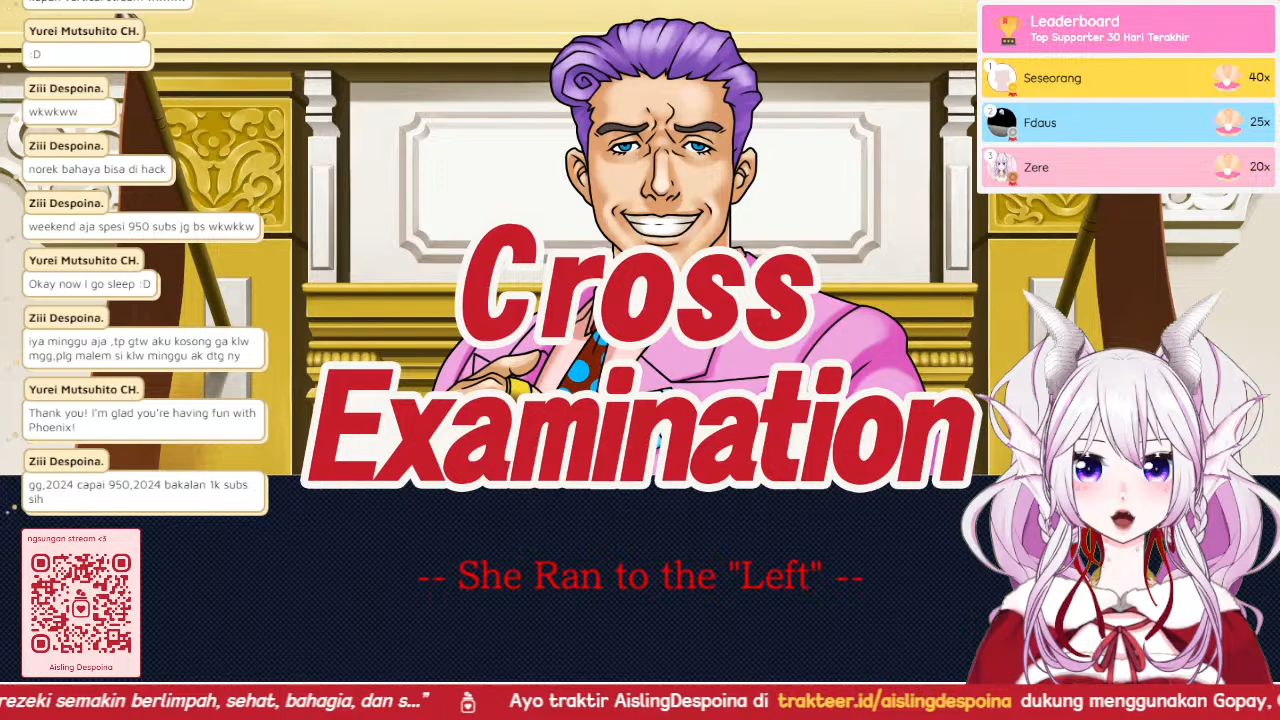 Yurei Mutsuhito CH.
:D
Ziii Despoina.
wkwkww
Ziii Despoina.
norek bahaya bisa di hack
Ziii Despoina.
weekend aja spesi 950 subs jg bs wkwkkw
Yurei Mutsuhito CH.
Okay now I go sleep :D
Ziii Despoina.
iya minggu aja ,tp gtw aku kosong ga klw
mgg,plg malem si klw minggu ak dtg ny
Yurei Mutsuhito CH.
Thank you! I'm glad you're having fun with
Phoenix!
Ziii Despoina.
gg,2024 capai 950,2024 bakalan 1k subs
sih
ngsungan stream <3
Aisling Despoina
Cross
Examination
-- She Ran to the "Left" --
Leaderboard
Top Supporter 30 Hari Terakhir
1
Seseorang
40x
2
Fdaus
25x
3
Zere
20x
rezeki semakin berlimpah, sehat, bahagia, dan s..." Ayo traktir AislingDespoina di trakteer.id/aislingdespoina dukung menggunakan Gopay,